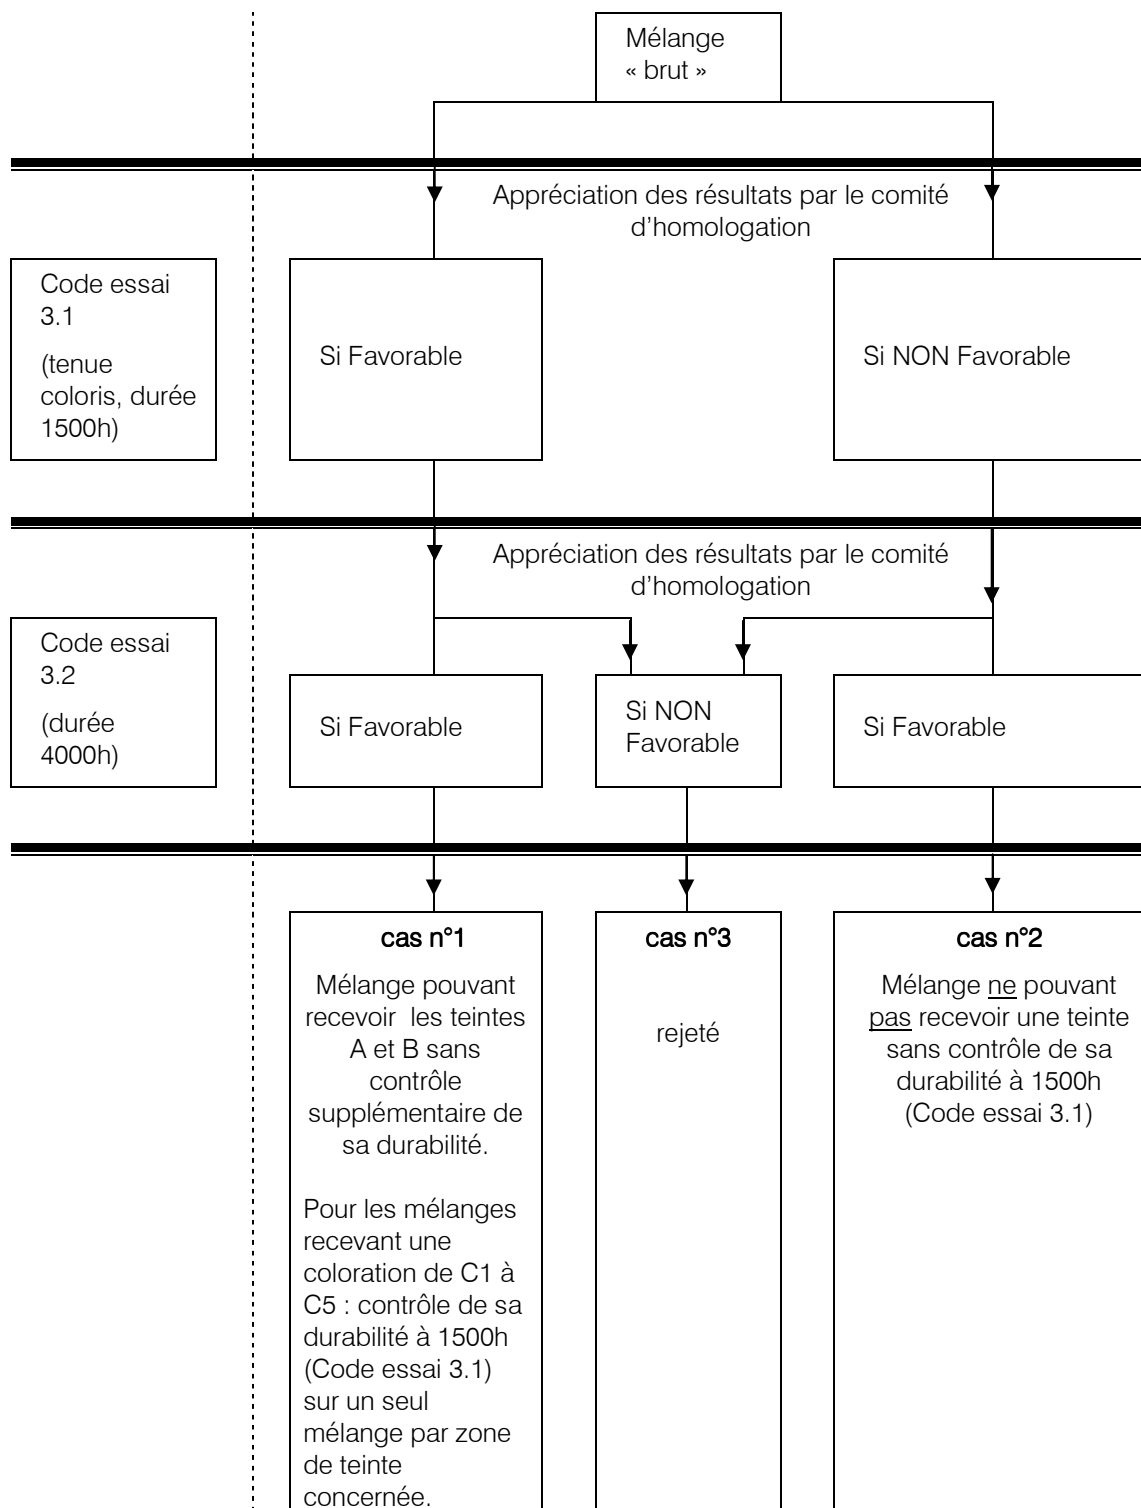 Mélange
« brut »
Appréciation des résultats par le comité
d'homologation
Code essai
3.1
(tenue
coloris, durée
1500h)
Si Favorable
Si NON Favorable
Appréciation des résultats par le comité
d'homologation
Code essai
3.2
(durée
4000h)
Si Favorable
Si NON
Favorable
Si Favorable
cas n°1
Mélange pouvant
recevoir les teintes
A et B sans
contrôle
supplémentaire de
sa durabilité.
Pour les mélanges
recevant une
coloration de C1 à
C5 : contrôle de sa
durabilité à 1500h
(Code essai 3.1)
sur un seul
mélange par zone
de teinte
concernée.
cas n°3
rejeté
cas n°2
Mélange ne pouvant
pas recevoir une teinte
sans contrôle de sa
durabilité à 1500h
(Code essai 3.1)